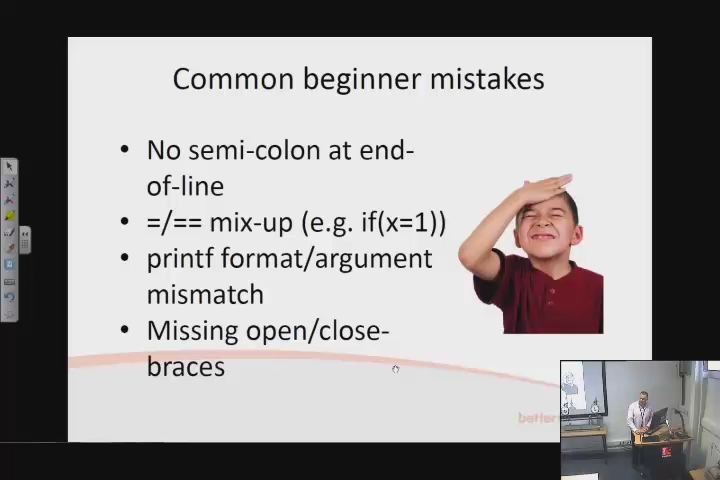 Common beginner mistakes
• No semi-colon at end-
of-line
• =/== mix-up (e.g. if(x=1))
• printf format/argument
mismatch
• Missing open/close-
braces
better